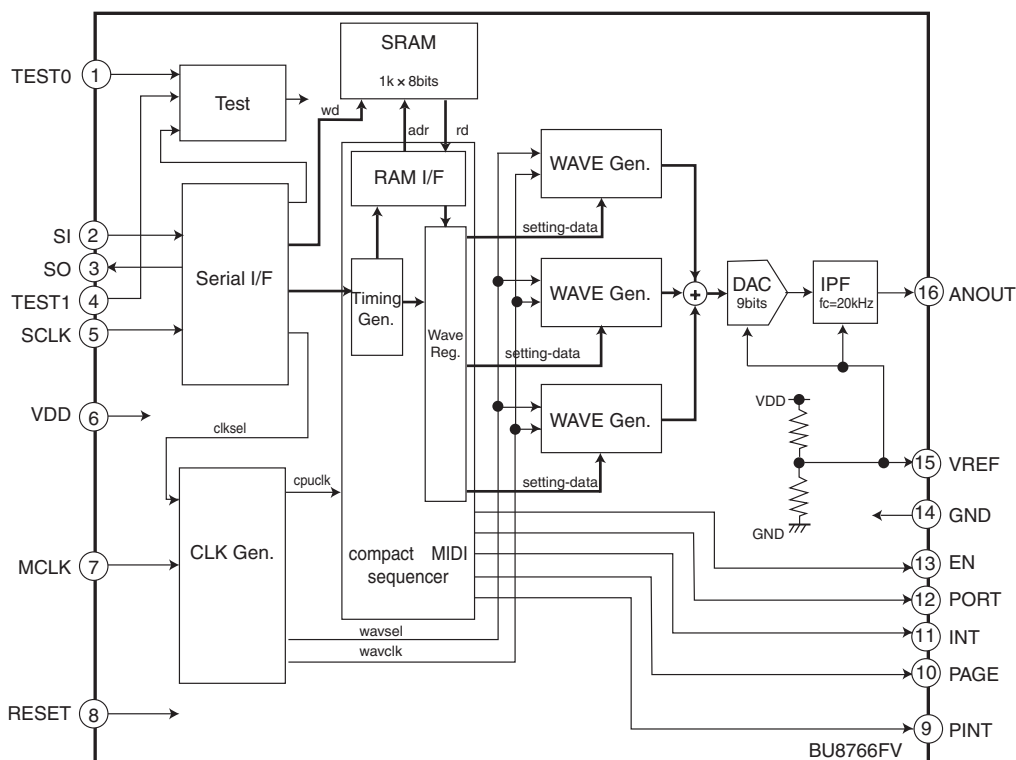 TEST0
1
Test
SRAM
1k × 8bits
wd
adr
rd
RAM I/F
WAVE Gen.
setting-data
SI
2
SO
3
TEST1
4
SCLK
5
Serial I/F
Timing
Gen.
Wave
Reg.
WAVE Gen.
setting-data
+
DAC
9bits
IPF
fc=20kHz
16
ANOUT
VDD
6
clksel
WAVE Gen.
setting-data
VDD
GND
15
VREF
14
GND
cpuclk
MCLK
7
CLK Gen.
compact MIDI
sequencer
13
EN
12
PORT
11
INT
wavsel
wavclk
10
PAGE
RESET
8
9
PINT
BU8766FV